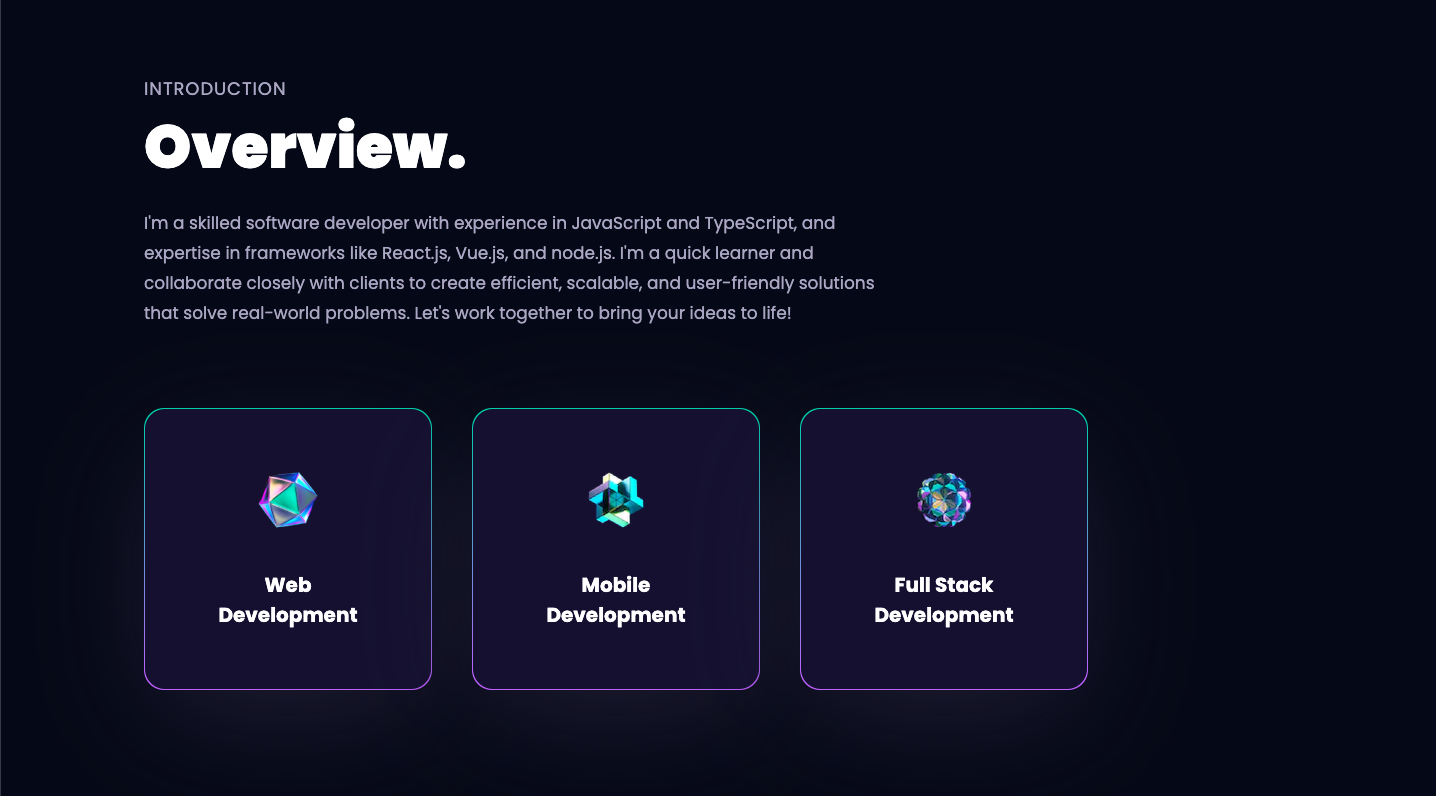 INTRODUCTION
Overview.
I'm a skilled software developer with experience in JavaScript and TypeScript, and
expertise in frameworks like React.js, Vue.js, and node.js. I'm a quick learner and
collaborate closely with clients to create efficient, scalable, and user-friendly solutions
that solve real-world problems. Let's work together to bring your ideas to life!
Web
Development
Mobile
Development
Full Stack
Development